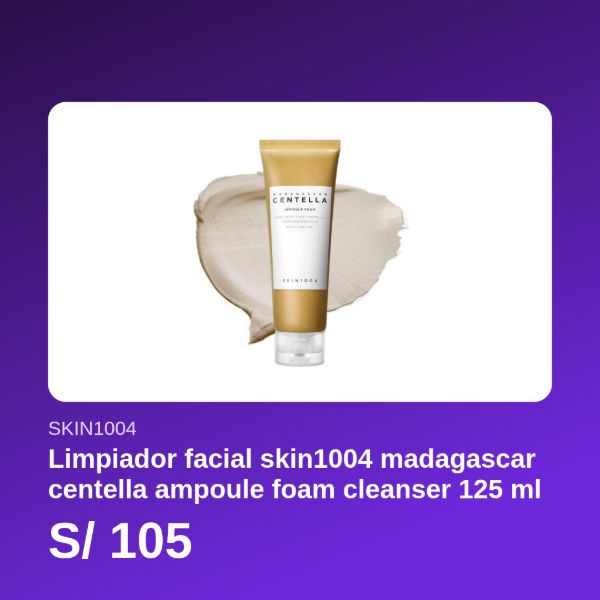 MADAGASCAR
CENTELLA
AMPOULE FOAM
SKIN1004
SKIN1004
Limpiador facial skin1004 madagascar
centella ampoule foam cleanser 125 ml
S/ 105